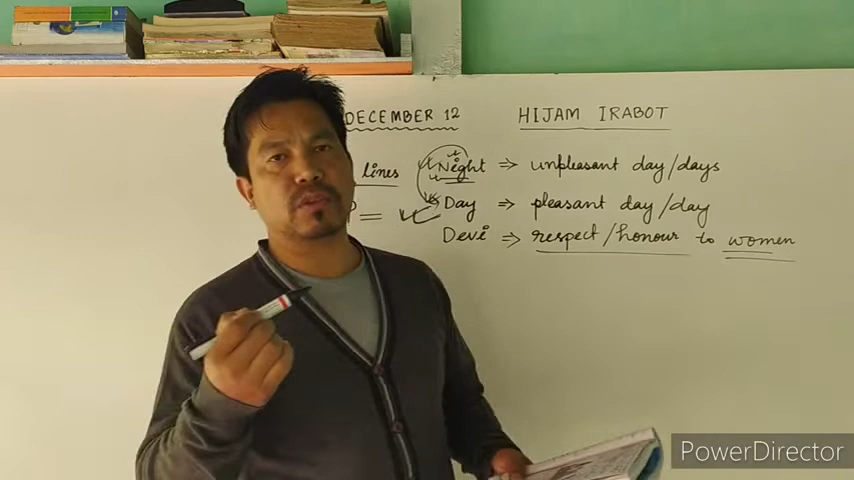 DECEMBER 12 HIJAM IRABOT
lines Night ⇒ unpleasant day/days
= Day ⇒ pleasant day/day
Devi ⇒ respect/honour to women
PowerDirector